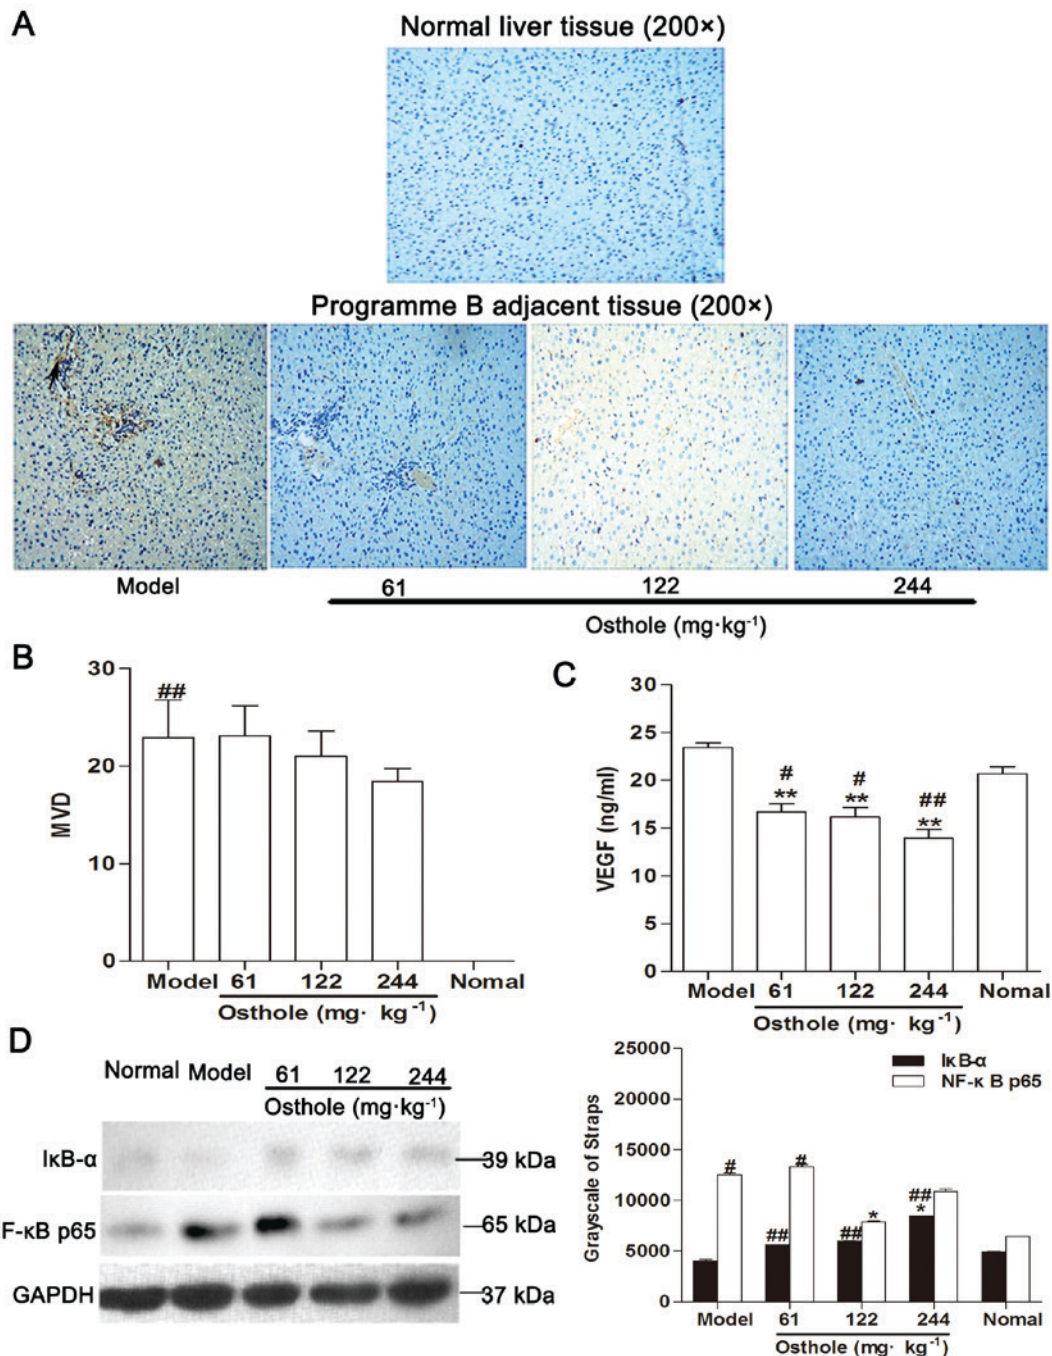 A
Normal liver tissue (200×)
Programme B adjacent tissue (200×)
Model 61 122 244
Osthole (mg·kg⁻¹)
B
30
20
10
0
MVD
##
Model 61 122 244 Nomal
Osthole (mg· kg⁻¹)
C
30
25
20
15
10
5
0
VEGF (ng/ml)
# # ##
** ** **
Model 61 122 244 Nomal
Osthole (mg· kg⁻¹)
D
Normal Model 61 122 244
Osthole (mg·kg⁻¹)
IκB-α 39 kDa
F-κB p65 65 kDa
GAPDH 37 kDa
25000
20000
15000
10000
5000
0
Grayscale of Straps
IκB-α
NF-κ B p65
# # ## ## * ## *
Model 61 122 244 Nomal
Osthole (mg· kg⁻¹)